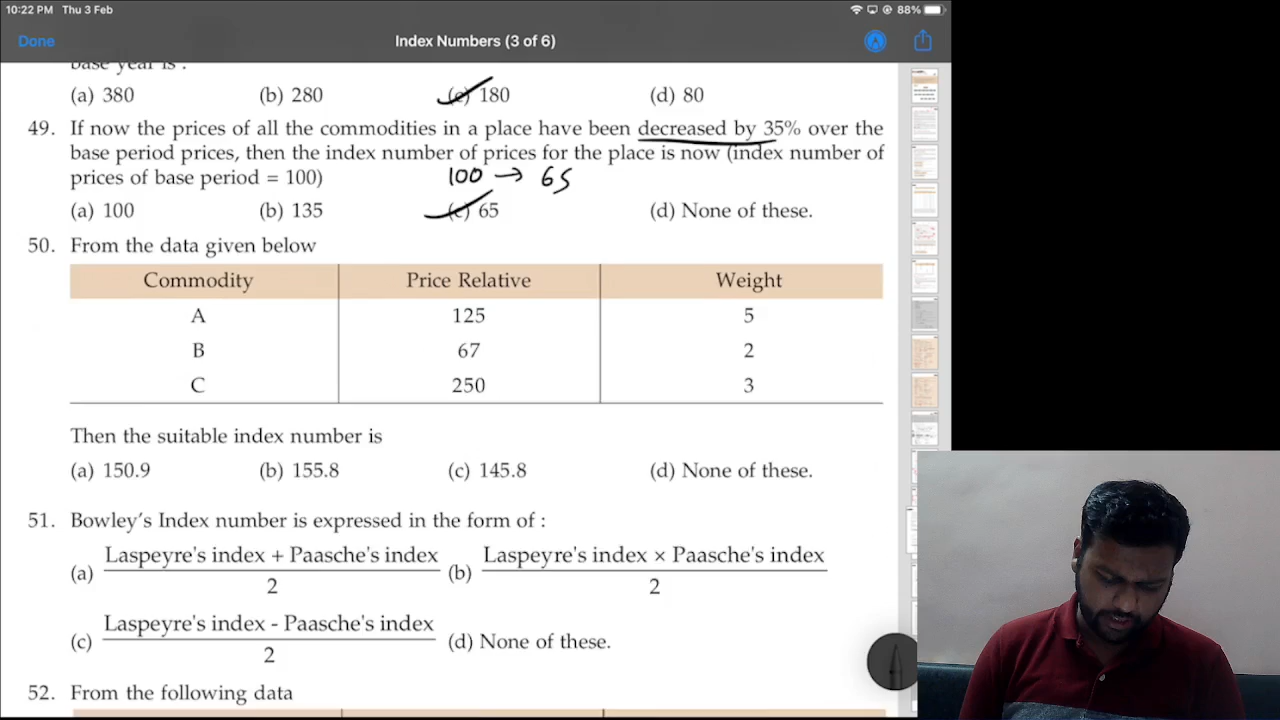 10:22 PM Thu 3 Feb
88%
Done
Index Numbers (3 of 6)
base year is :
(a) 380 (b) 280 (c) 180 (d) 80
49. If now the prices of all the commodities in a place have been decreased by 35% over the
base period prices, then the index number of prices for the place is now (index number of
prices of base period = 100)
100 → 65
(a) 100 (b) 135 (c) 65 (d) None of these.
50. From the data given below
Commodity Price Relative Weight
A 125 5
B 67 2
C 250 3
Then the suitable index number is
(a) 150.9 (b) 155.8 (c) 145.8 (d) None of these.
51. Bowley's Index number is expressed in the form of :
(a) Laspeyre's index + Paasche's index
2
(b) Laspeyre's index × Paasche's index
2
(c) Laspeyre's index - Paasche's index
2
(d) None of these.
52. From the following data